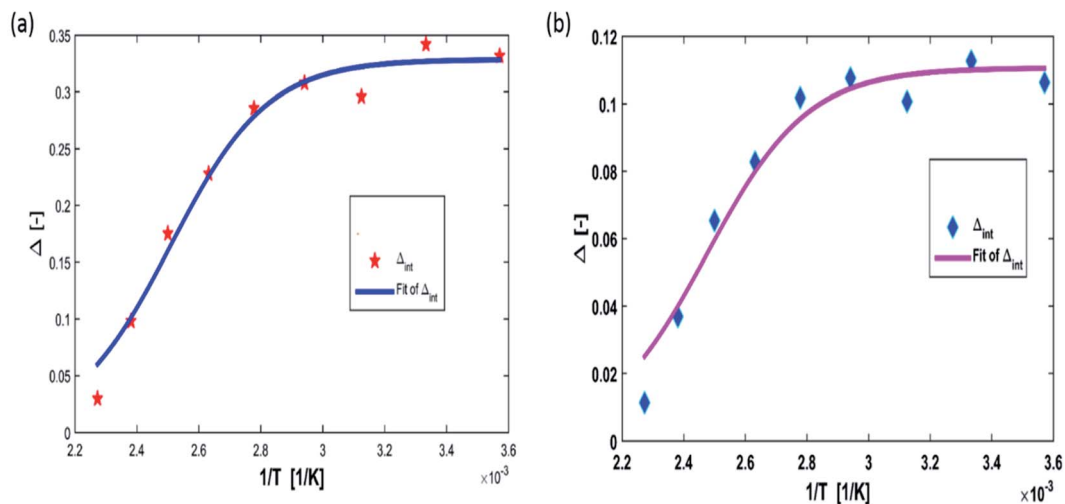 (a)
0.35
0.3
0.25
0.2
0.15
0.1
0.05
0
Δ [-]
Δint
Fit of Δint
2.2 2.4 2.6 2.8 3 3.2 3.4 3.6
1/T [1/K]
×10-3
(b)
0.12
0.1
0.08
0.06
0.04
0.02
0
Δ [-]
Δint
Fit of Δint
2.2 2.4 2.6 2.8 3 3.2 3.4 3.6
1/T [1/K]
×10-3